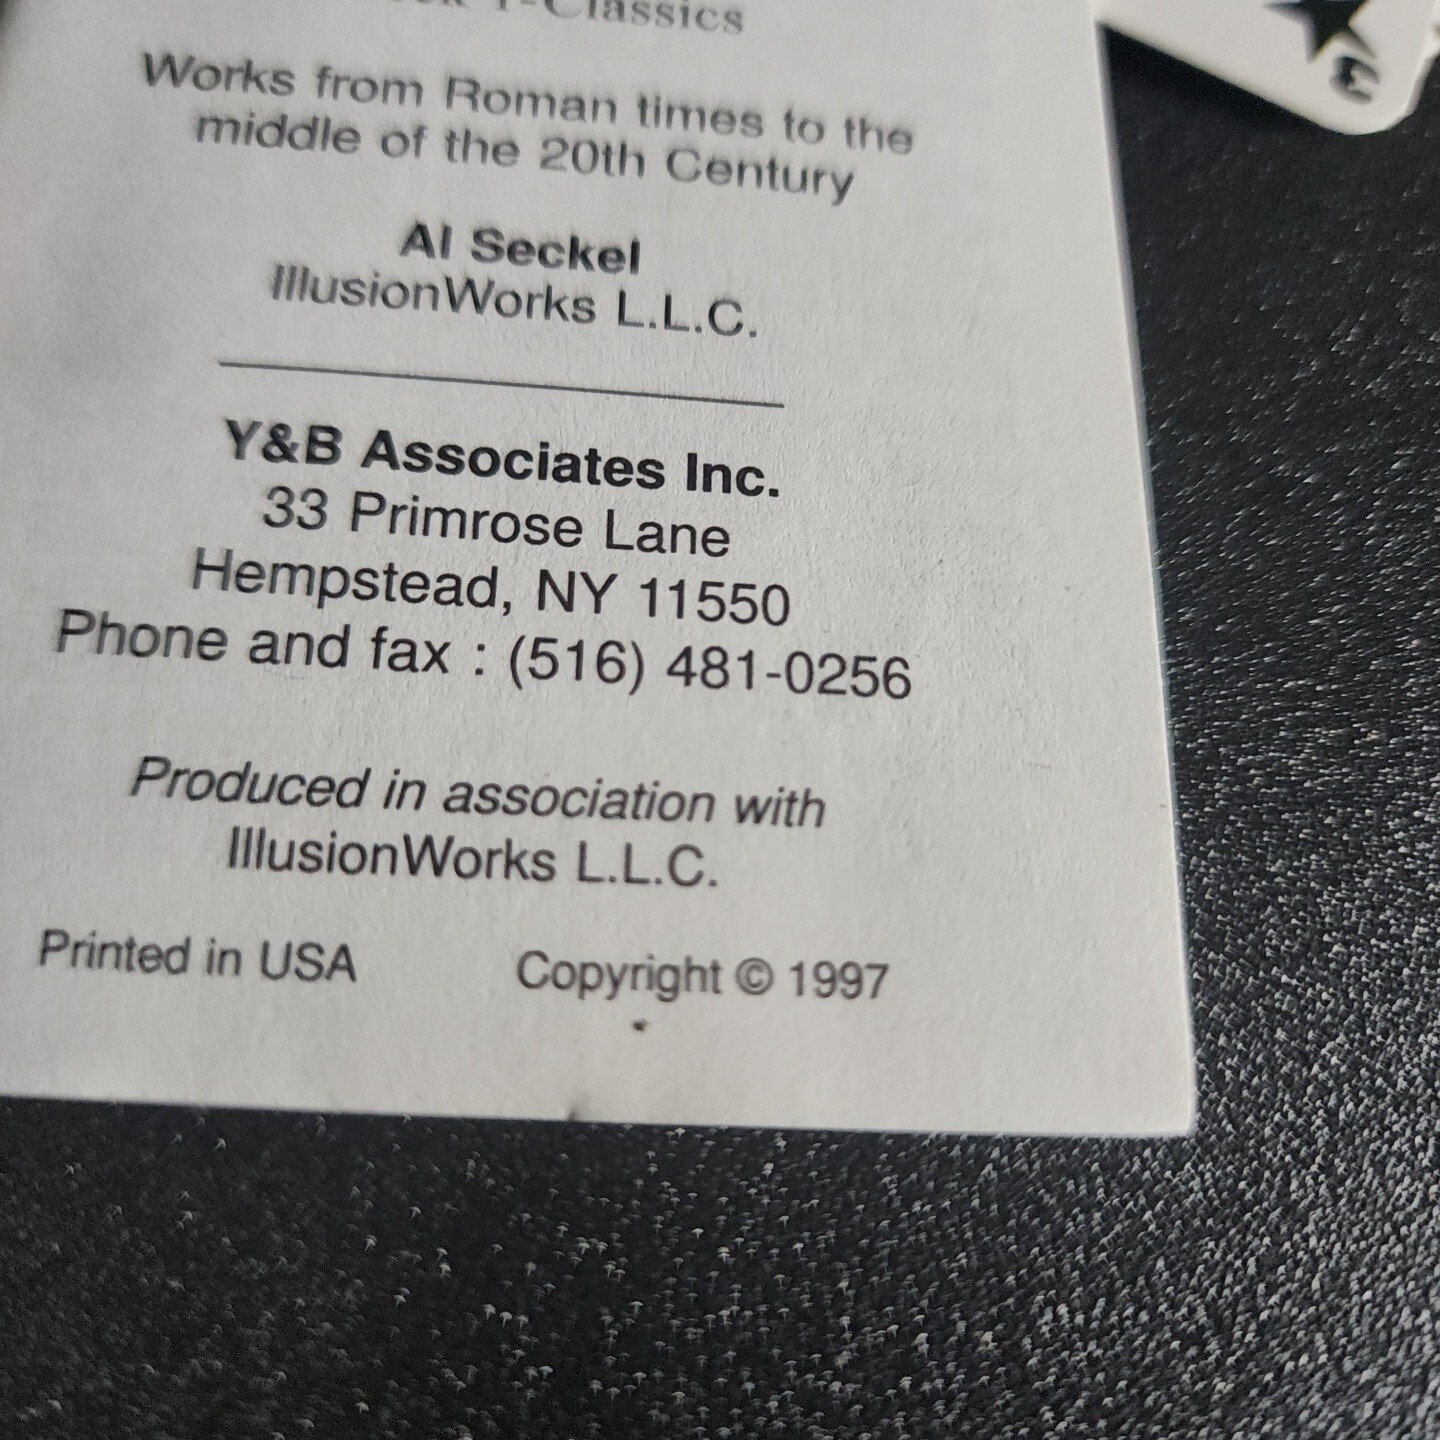 1-Classics
Works from Roman times to the
middle of the 20th Century
Al Seckel
IllusionWorks L.L.C.
Y&B Associates Inc.
33 Primrose Lane
Hempstead, NY 11550
Phone and fax : (516) 481-0256
Produced in association with
IllusionWorks L.L.C.
Printed in USA Copyright © 1997